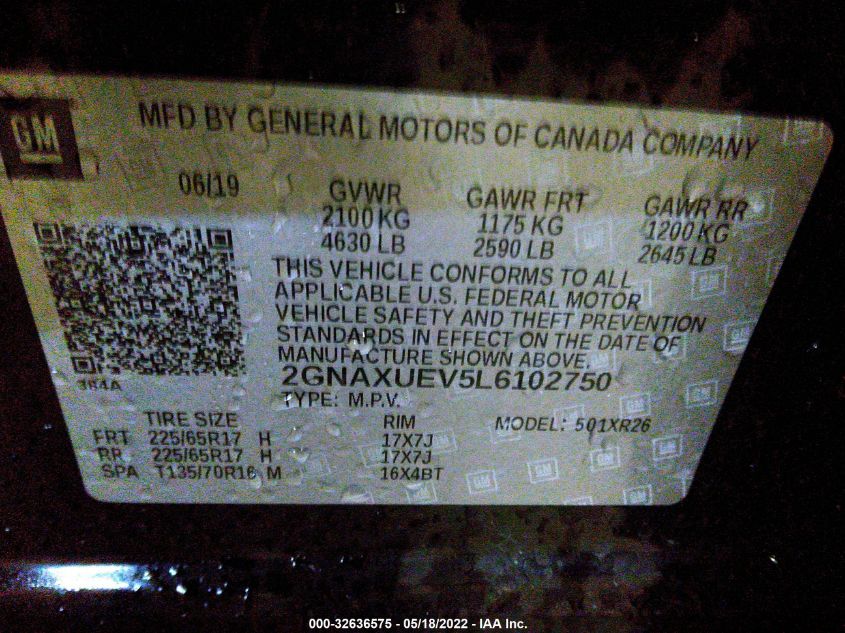 GM
MFD BY GENERAL MOTORS OF CANADA COMPANY
06/19 GVWR GAWR FRT GAWR RR
2100 KG 1175 KG 1200 KG
4630 LB 2590 LB 2645 LB
THIS VEHICLE CONFORMS TO ALL
APPLICABLE U.S. FEDERAL MOTOR
VEHICLE SAFETY AND THEFT PREVENTION
STANDARDS IN EFFECT ON THE DATE OF
MANUFACTURE SHOWN ABOVE.
2GNAXUEV5L6102750
TYPE: M.P.V.
TIRE SIZE RIM MODEL: 501XR26
FRT 225/65R17 H 17X7J
RR 225/65R17 H 17X7J
SPA T135/70R16 M 16X4BT
000-32636575 - 05/18/2022 - IAA Inc.